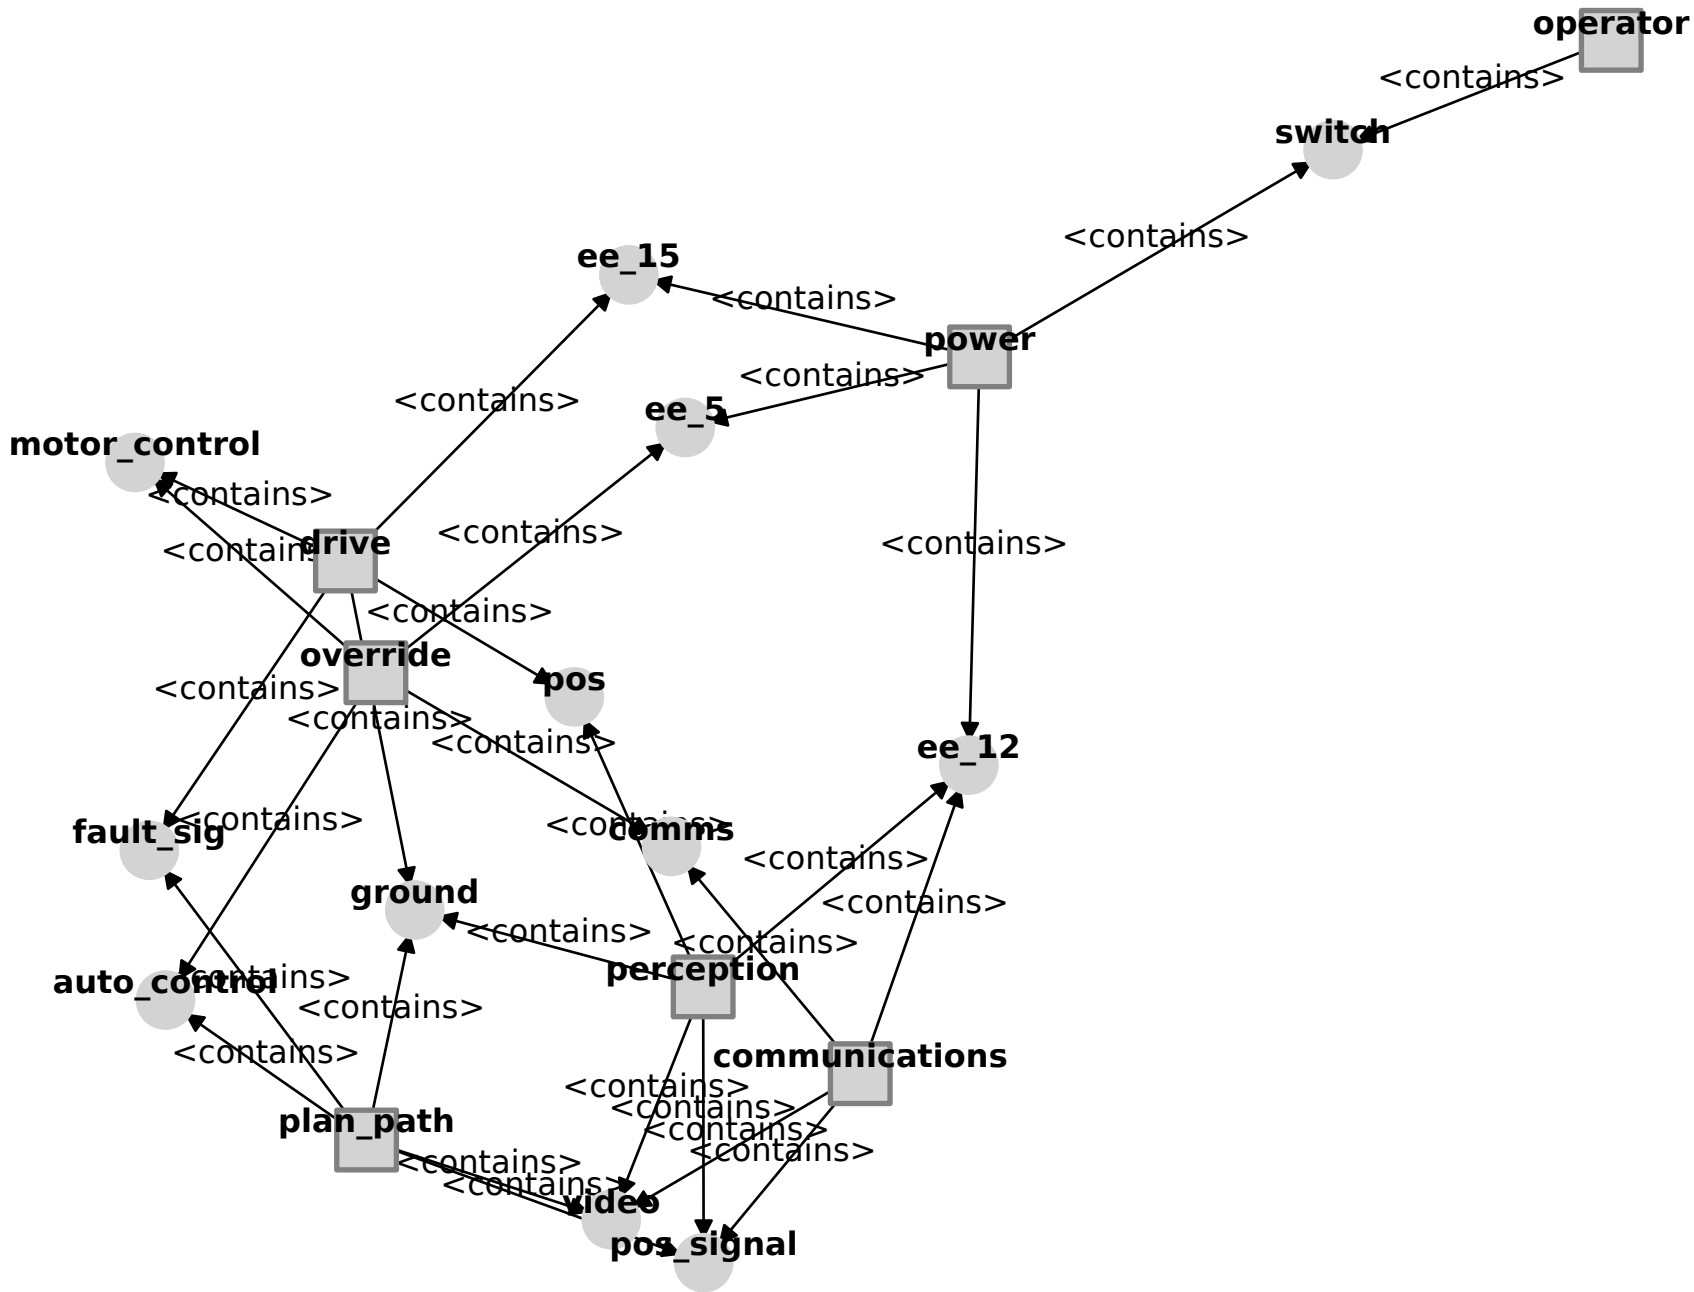 operator
<contains>
switch
<contains>
ee_15
<contains>
power
<contains>
<contains>
ee_5
motor_control
<contains>
<contains>
<contains>
drive
<contains>
<contains>
override
pos
<contains>
<contains>
<contains>
ee_12
<contains>
fault_sig
<contains>
comms
<contains>
ground
<contains>
<contains>
<contains>
perception
auto_control
<contains>
<contains>
<contains>
communications
<contains>
<contains>
plan_path
<contains>
<contains>
<contains>
<contains>
video
pos_signal